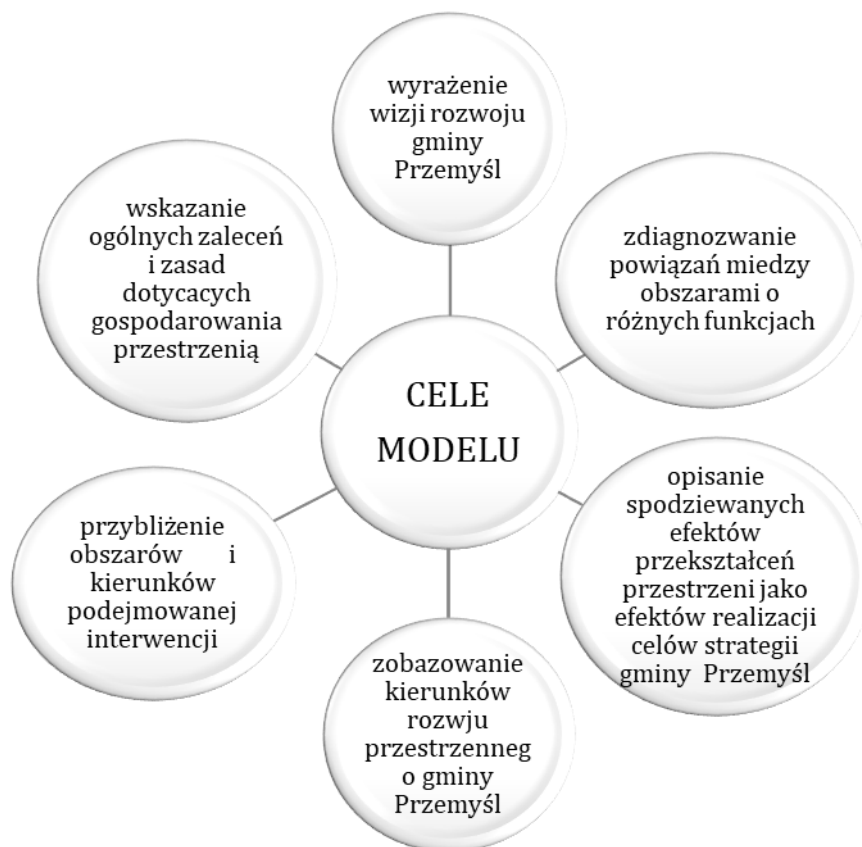 wyrażenie
wizji rozwoju
gminy
Przemyśl
wskazanie
ogólnych zaleceń
i zasad
dotycacych
gospodarowania
przestrzenią
zdiagnozwanie
powiązań miedzy
obszarami o
różnych funkcjach
CELE
MODELU
przybliżenie
obszarów i
kierunków
podejmowanej
interwencji
opisanie
spodziewanych
efektów
przekształceń
przestrzeni jako
efektów realizacji
celów strategii
gminy Przemyśl
zobazowanie
kierunków
rozwju
przestrzenneg
o gminy
Przemyśl